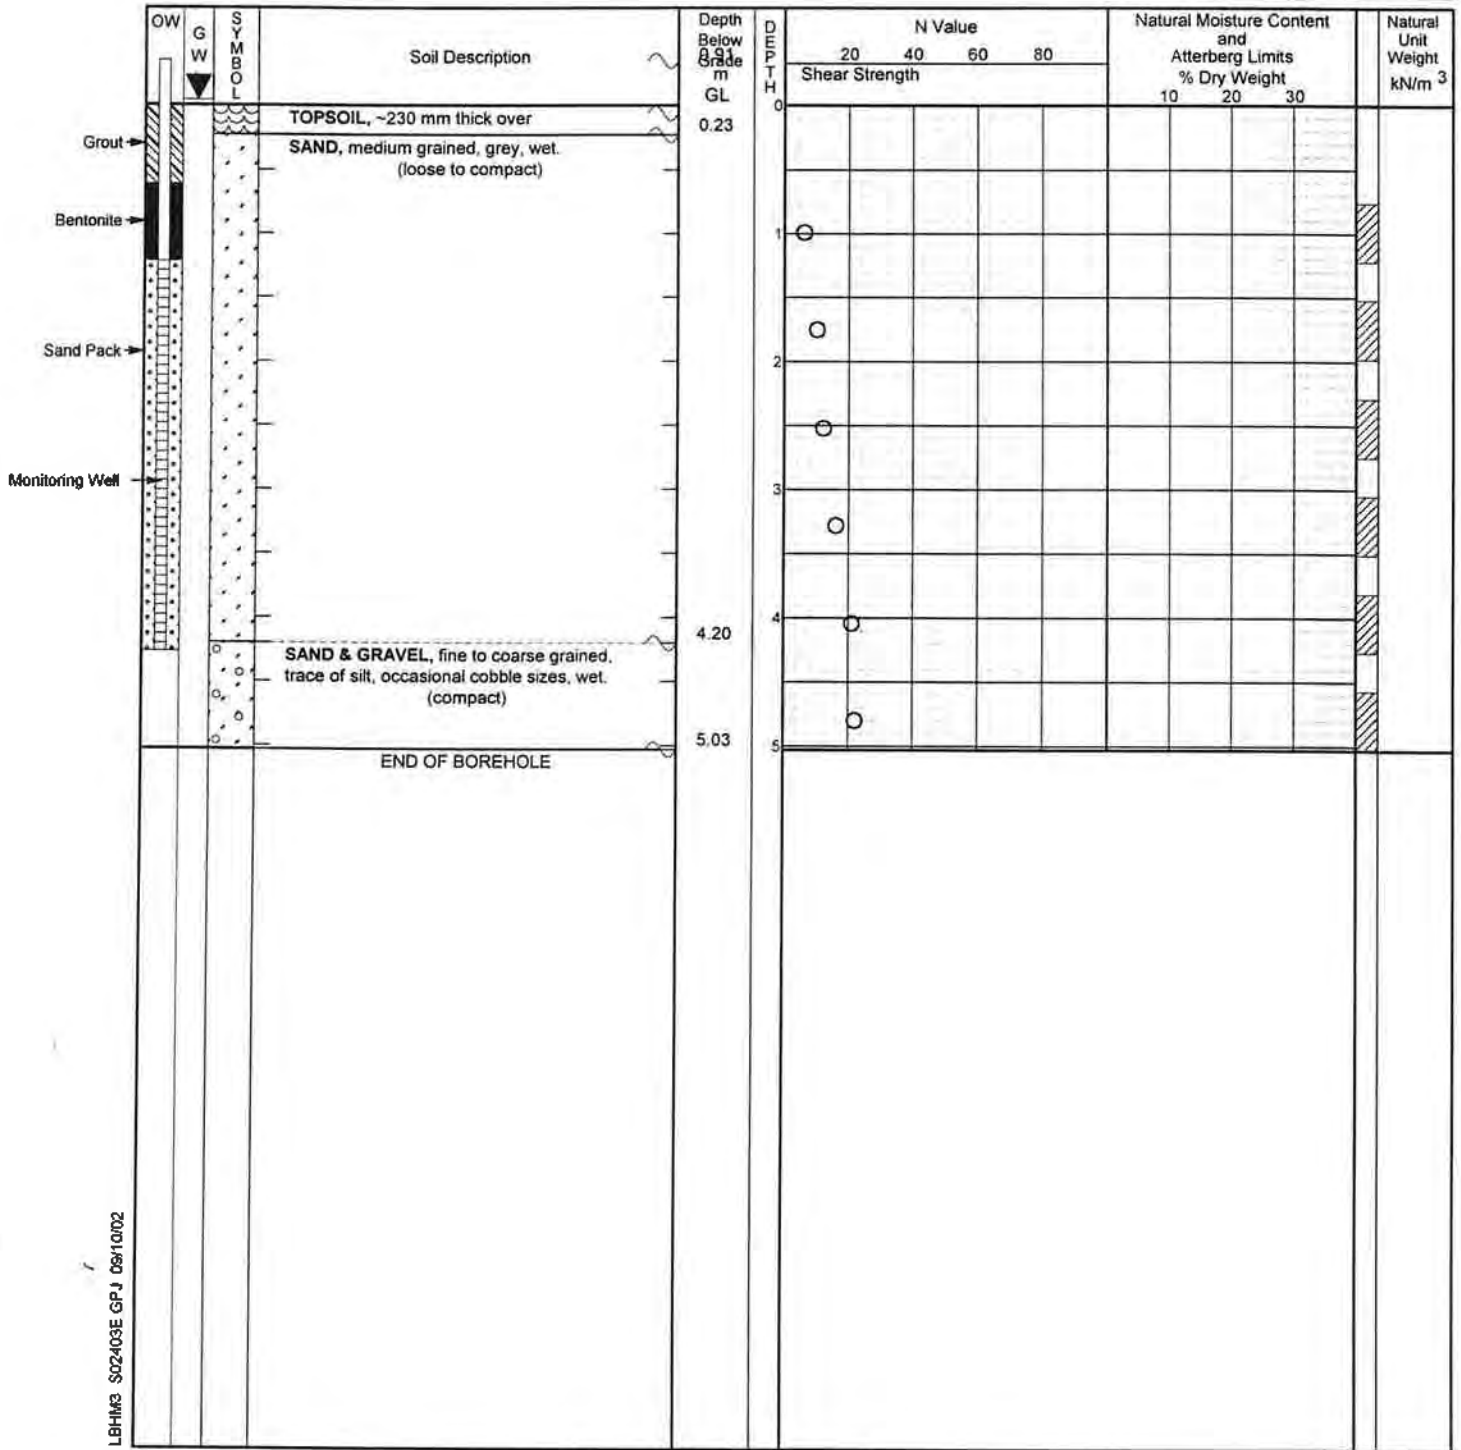 OW
G
W
SYMBOL
Soil Description
Depth
Below
Grade
0.91
m
GL
DEPTH
N Value
20 40 60 80
Shear Strength
Natural Moisture Content
and
Atterberg Limits
% Dry Weight
10 20 30
Natural
Unit
Weight
kN/m 3
0
TOPSOIL, ~230 mm thick over
0.23
Grout
SAND, medium grained, grey, wet.
(loose to compact)
Bentonite
1
Sand Pack
2
Monitoring Well
3
4
4.20
SAND & GRAVEL, fine to coarse grained,
trace of silt, occasional cobble sizes, wet.
(compact)
5.03
5
END OF BOREHOLE
LBHM3 S02403E GPJ 09/10/02